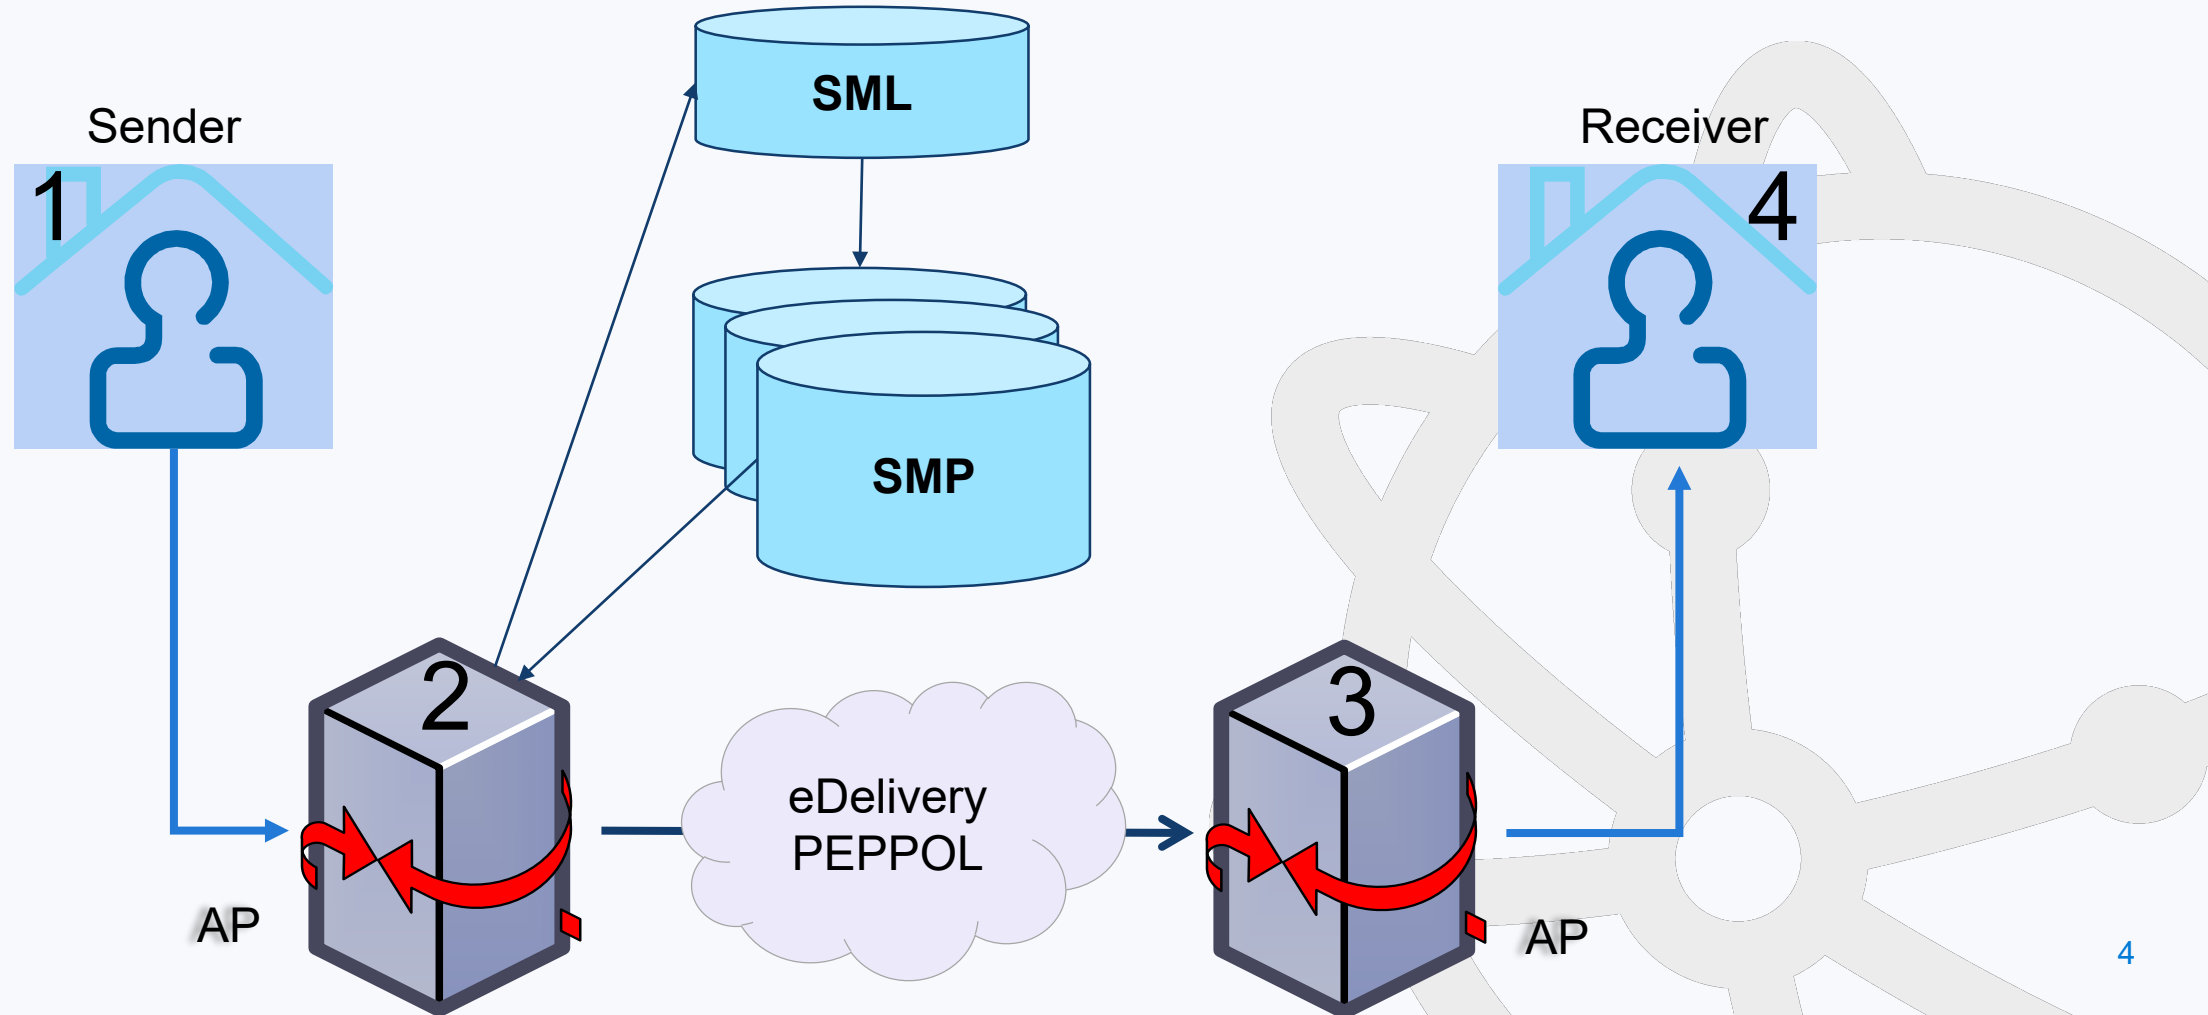 SML
Sender
Receiver
1
4
SMP
2
3
eDelivery
PEPPOL
AP
AP
4